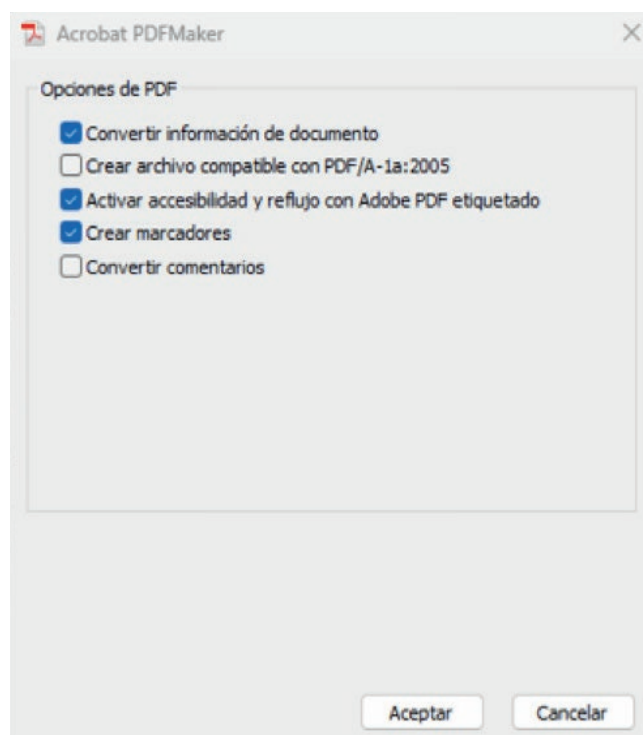 Acrobat PDFMaker
Opciones de PDF
Convertir información de documento
Crear archivo compatible con PDF/A-1a:2005
Activar accesibilidad y reflujo con Adobe PDF etiquetado
Crear marcadores
Convertir comentarios
Aceptar Cancelar